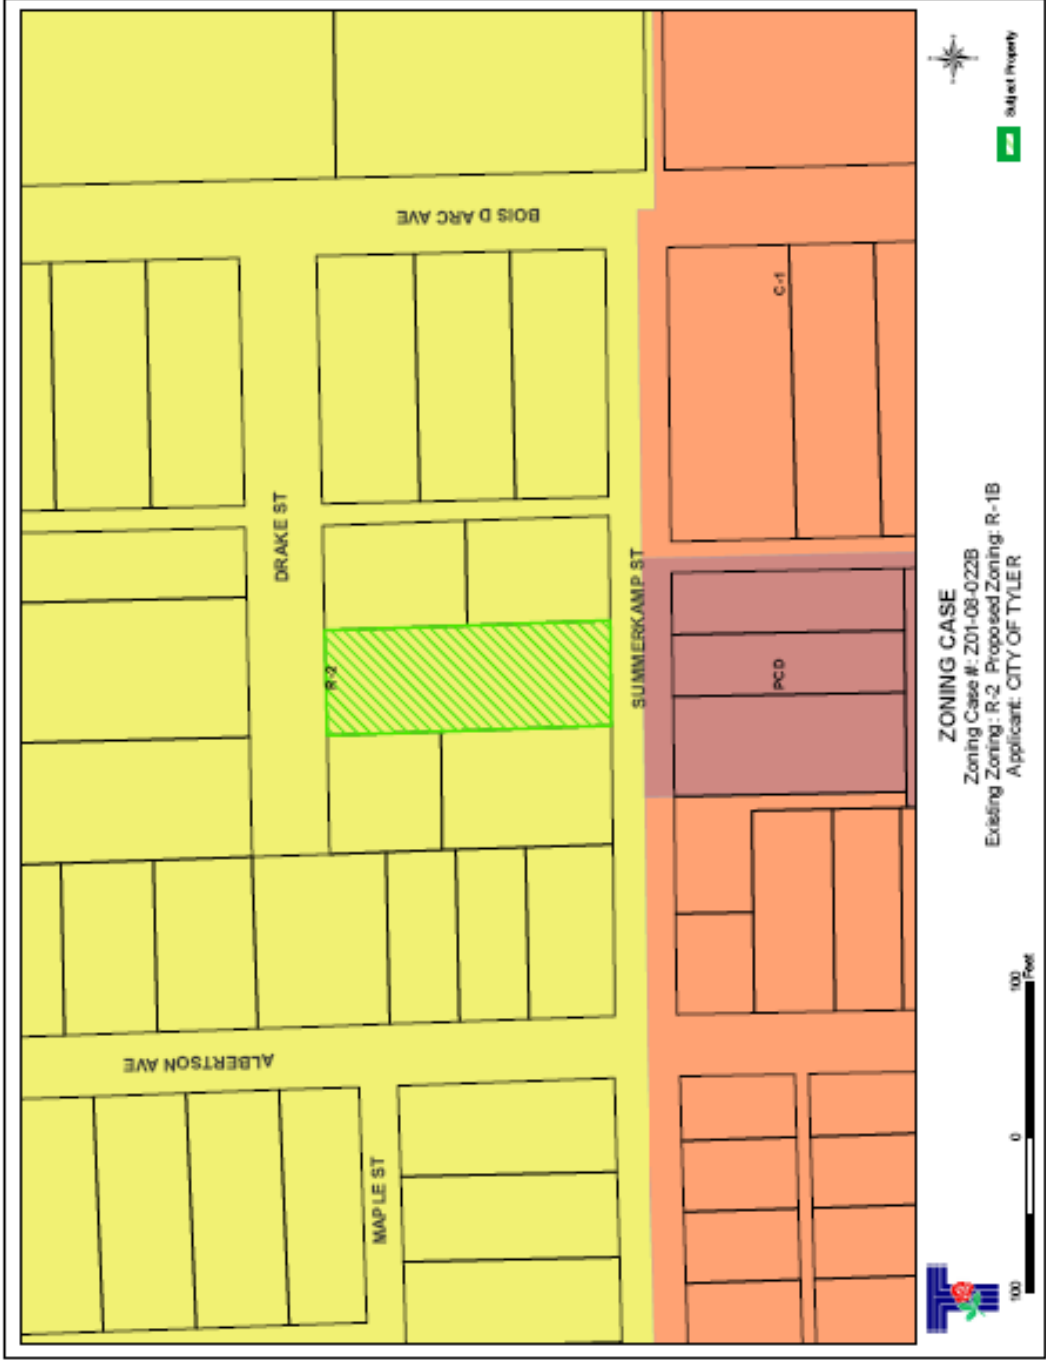 ALBERTSON AVE
BOIS D ARC AVE
DRAKE ST
MAPLE ST
R-2
SUMMERKAMP ST
PCD
C-1
ZONING CASE
Zoning Case #: Z01-08-022B
Existing Zoning: R-2 Proposed Zoning: R-1B
Applicant: CITY OF TYLER
100 0 100
Feet
Subject Property